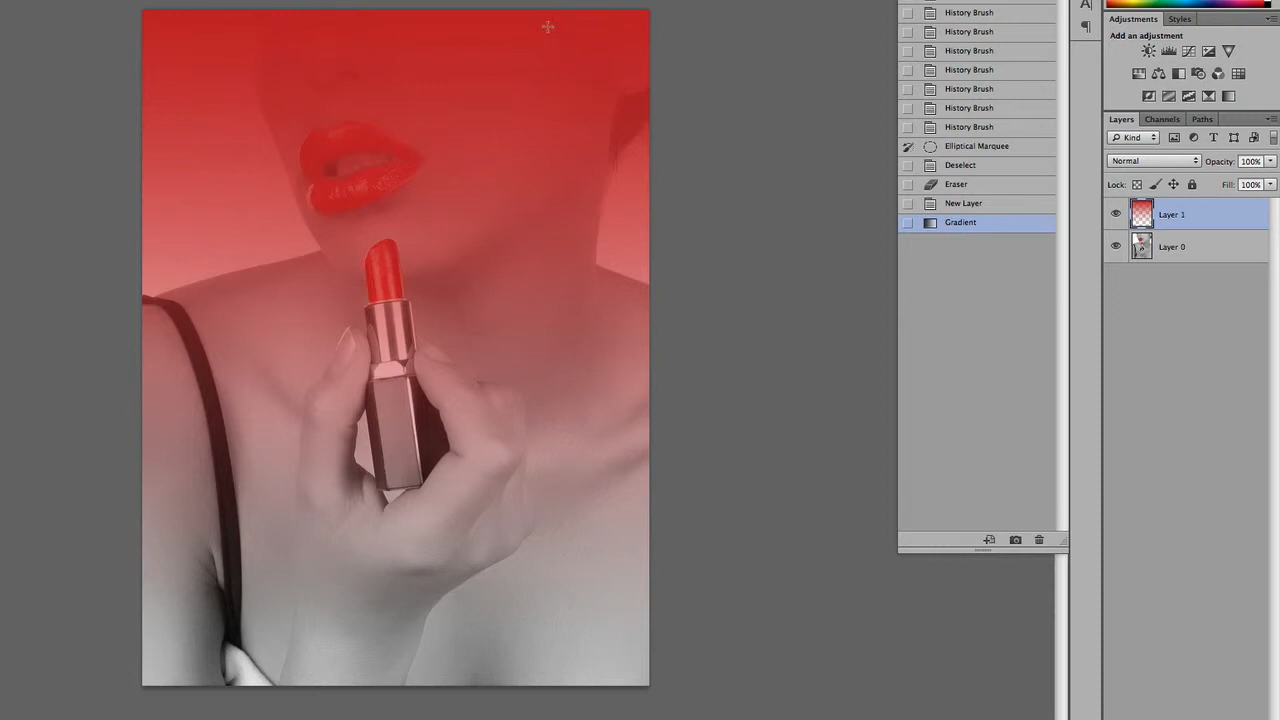 History Brush
History Brush
History Brush
History Brush
History Brush
History Brush
History Brush
Elliptical Marquee
Deselect
Eraser
New Layer
Gradient
A
¶
Adjustments Styles
Add an adjustment
Layers Channels Paths
Kind T
Normal Opacity: 100%
Lock: Fill: 100%
Layer 1
Layer 0